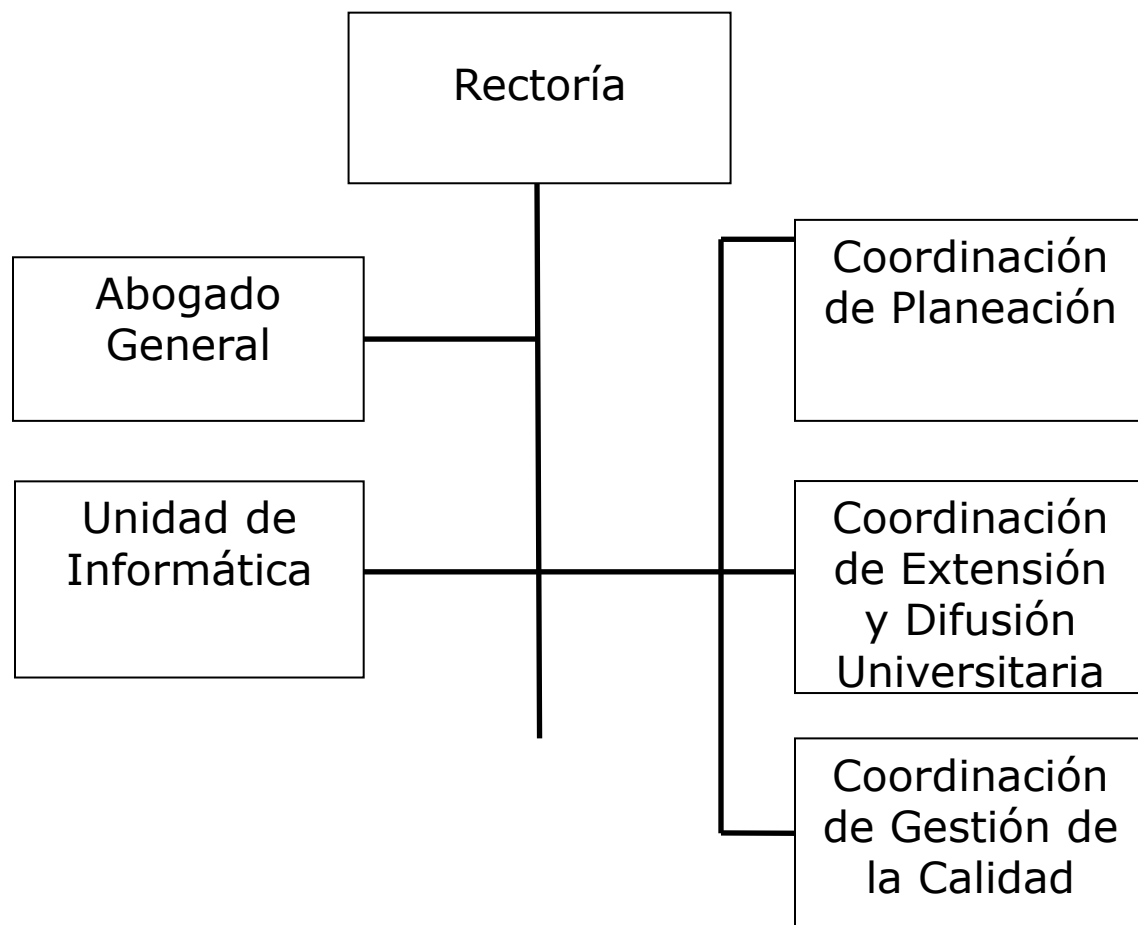 Rectoría
Abogado
General
Unidad de
Informática
Coordinación
de Planeación
Coordinación
de Extensión
y Difusión
Universitaria
Coordinación
de Gestión de
la Calidad